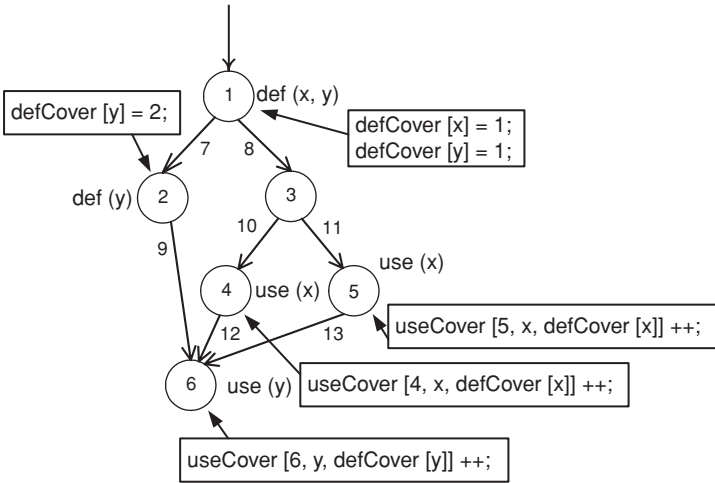 1
def (x, y)
defCover [y] = 2;
defCover [x] = 1;
defCover [y] = 1;
7
8
def (y)
2
3
9
10
11
use (x)
4
use (x)
5
useCover [5, x, defCover [x]] ++;
12
13
6
use (y)
useCover [4, x, defCover [x]] ++;
useCover [6, y, defCover [y]] ++;